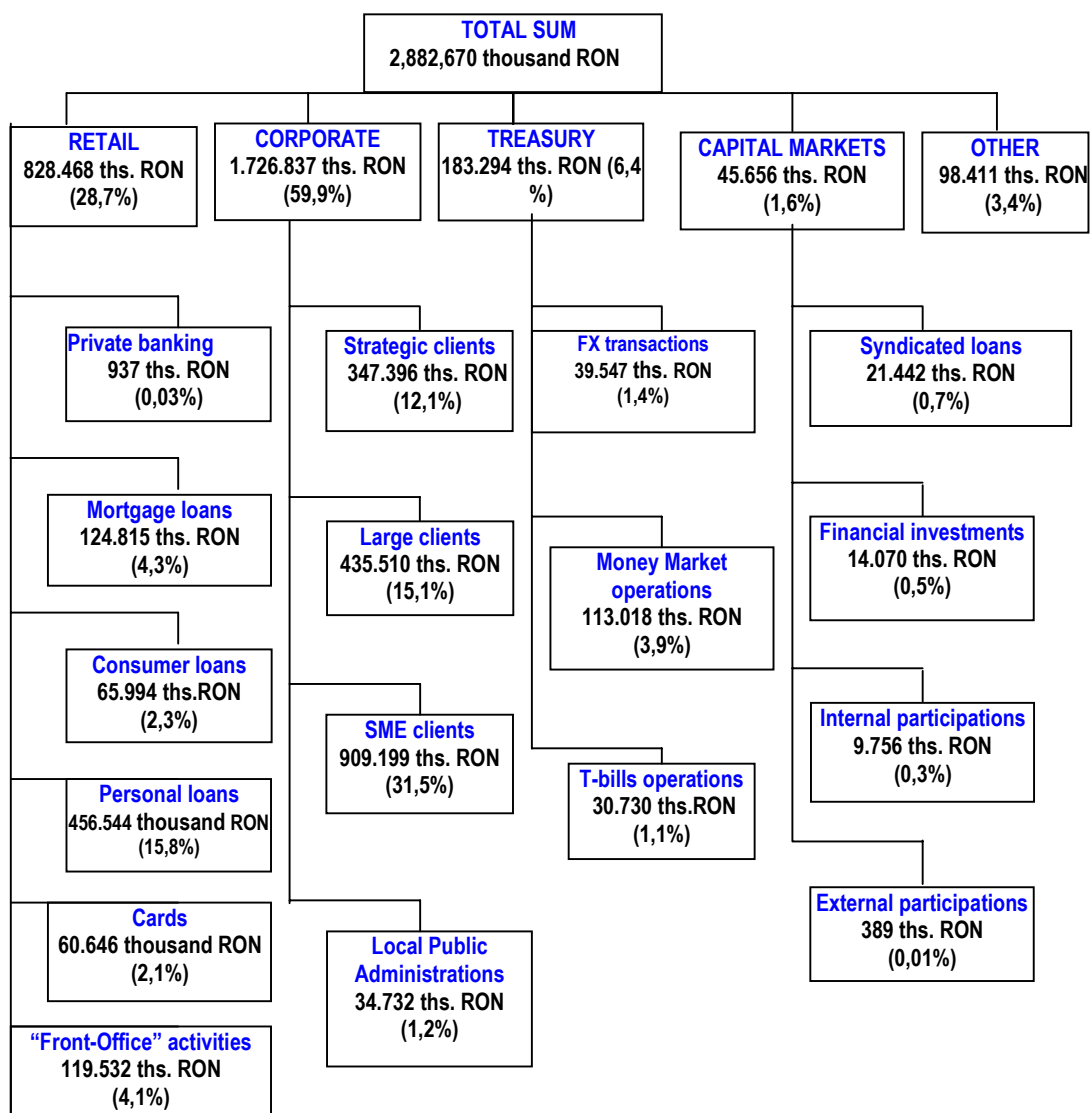 TOTAL SUM
2,882,670 thousand RON
RETAIL
828.468 ths. RON
(28,7%)
CORPORATE
1.726.837 ths. RON
(59,9%)
TREASURY
183.294 ths. RON (6,4
%)
CAPITAL MARKETS
45.656 ths. RON
(1,6%)
OTHER
98.411 ths. RON
(3,4%)
Private banking
937 ths. RON
(0,03%)
Mortgage loans
124.815 ths. RON
(4,3%)
Consumer loans
65.994 ths.RON
(2,3%)
Personal loans
456.544 thousand RON
(15,8%)
Cards
60.646 thousand RON
(2,1%)
“Front-Office” activities
119.532 ths. RON
(4,1%)
Strategic clients
347.396 ths. RON
(12,1%)
Large clients
435.510 ths. RON
(15,1%)
SME clients
909.199 ths. RON
(31,5%)
Local Public
Administrations
34.732 ths. RON
(1,2%)
FX transactions
39.547 ths. RON
(1,4%)
Money Market
operations
113.018 ths. RON
(3,9%)
T-bills operations
30.730 ths.RON
(1,1%)
Syndicated loans
21.442 ths. RON
(0,7%)
Financial investments
14.070 ths. RON
(0,5%)
Internal participations
9.756 ths. RON
(0,3%)
External participations
389 ths. RON
(0,01%)